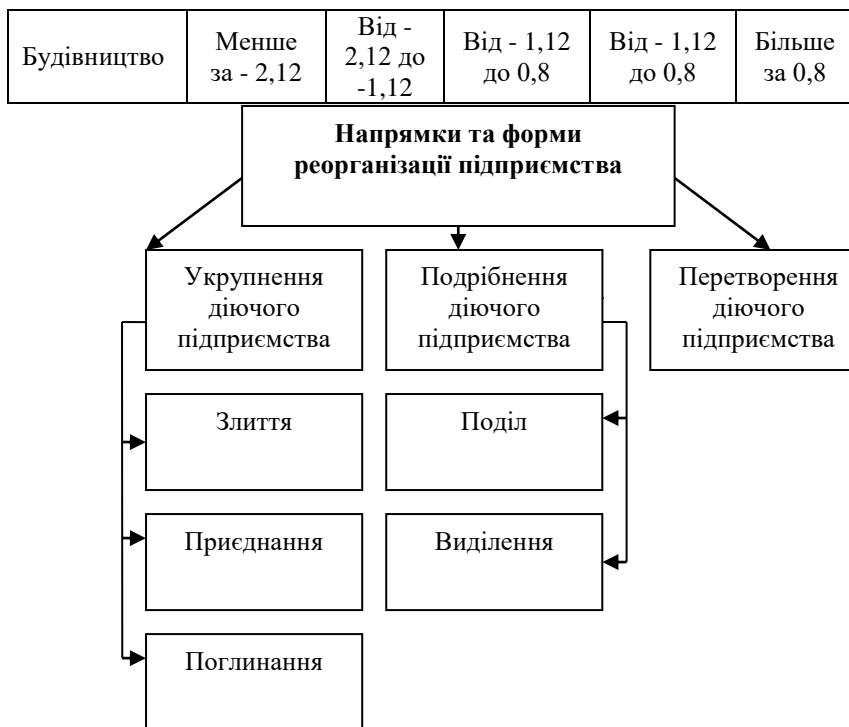 Будівництво
Менше
за - 2,12
Від -
2,12 до
-1,12
Від - 1,12
до 0,8
Від - 1,12
до 0,8
Більше
за 0,8
Напрямки та форми
реорганізації підприємства
Укрупнення
діючого
підприємства
Подрібнення
діючого
підприємства
Перетворення
діючого
підприємства
Злиття
Поділ
Приєднання
Виділення
Поглинання